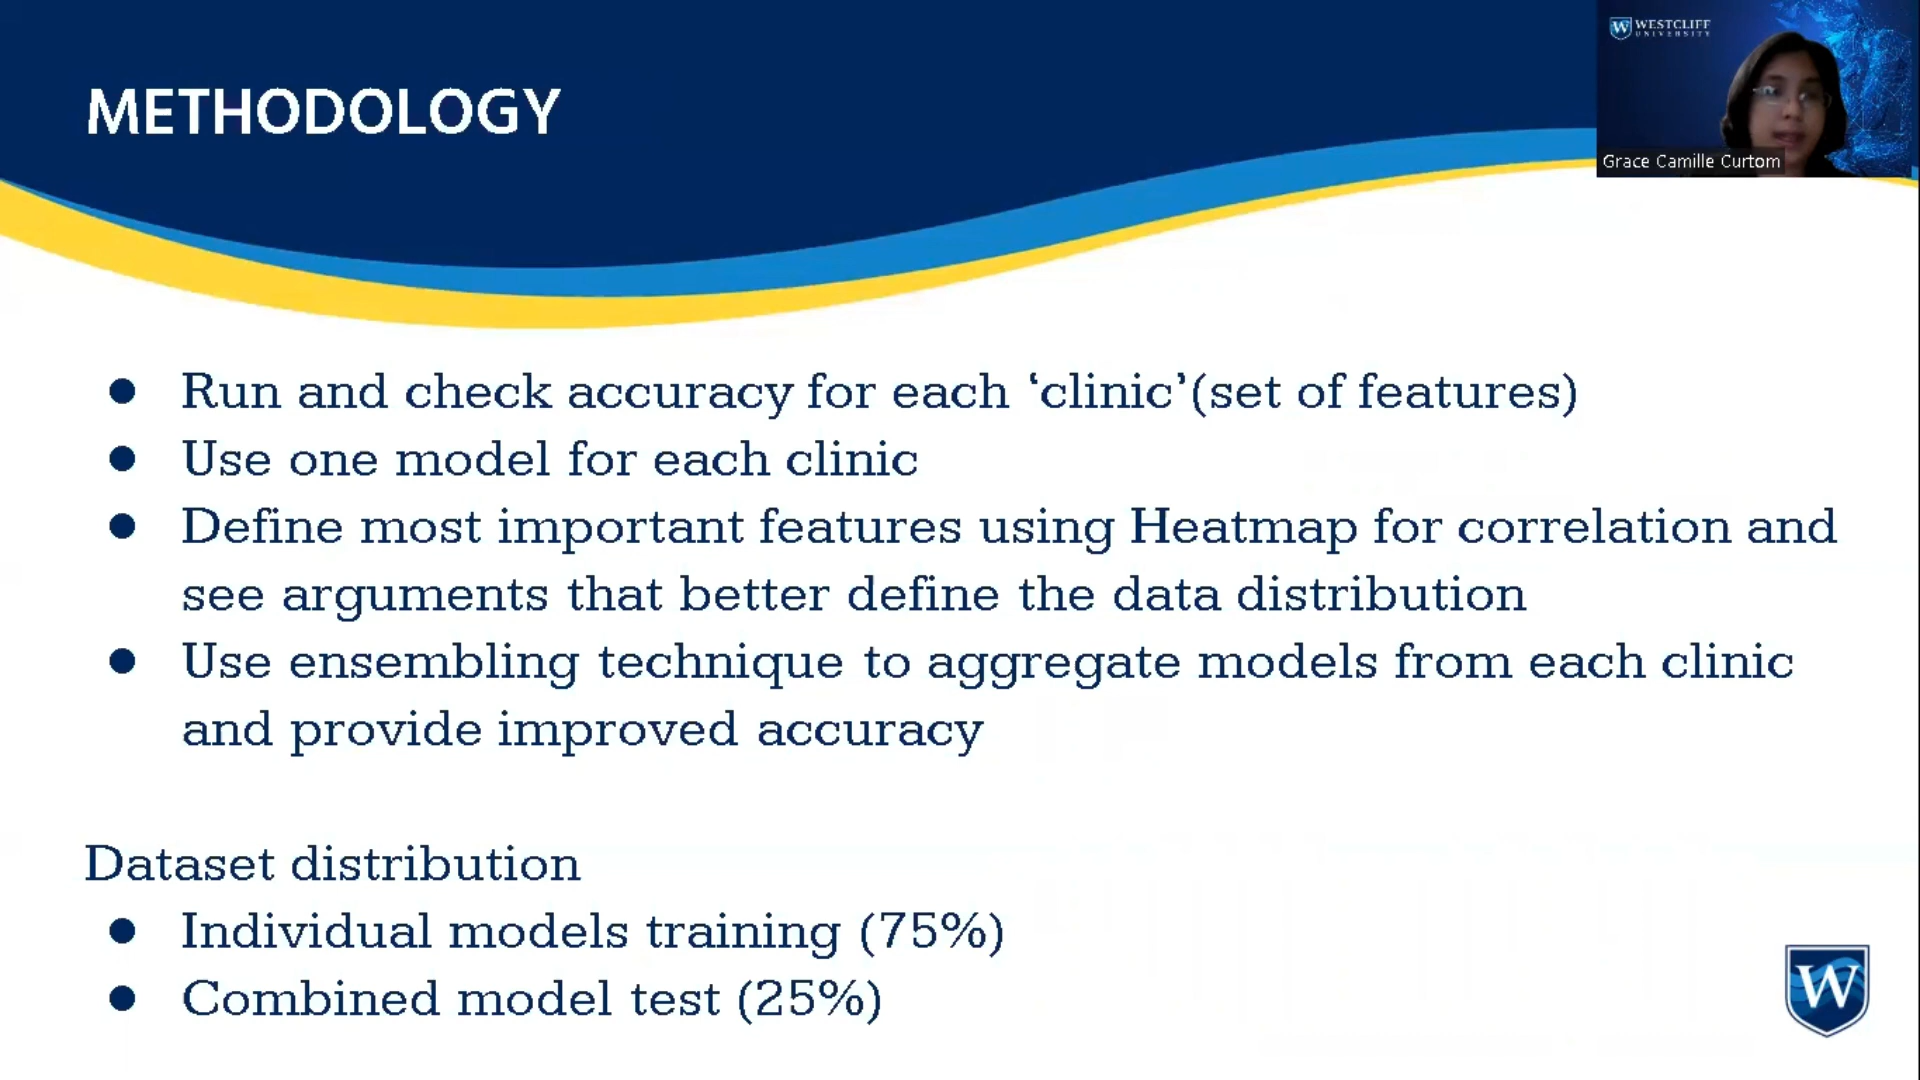 METHODOLOGY
WESTCLIFF
UNIVERSITY
Grace Camille Curtom
● Run and check accuracy for each ‘clinic’(set of features)
● Use one model for each clinic
● Define most important features using Heatmap for correlation and
see arguments that better define the data distribution
● Use ensembling technique to aggregate models from each clinic
and provide improved accuracy
Dataset distribution
● Individual models training (75%)
● Combined model test (25%)
W